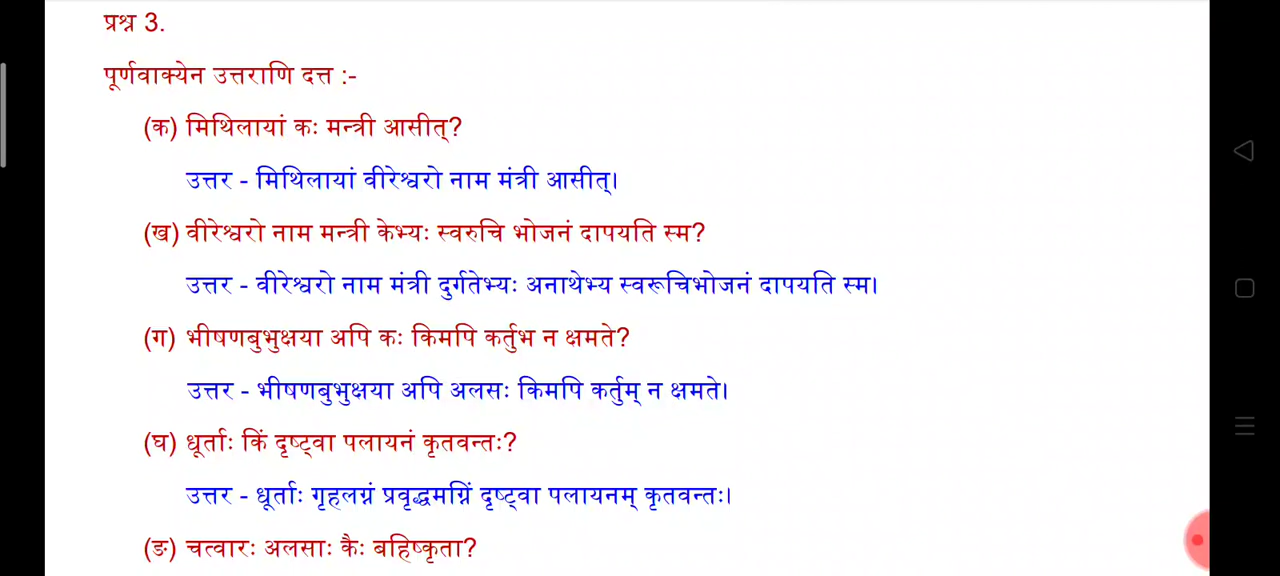 प्रश्न 3.
पूर्णवाक्येन उत्तराणि दत्त :-
(क) मिथिलायां कः मन्त्री आसीत्?
उत्तर - मिथिलायां वीरेश्वरो नाम मंत्री आसीत्।
(ख) वीरेश्वरो नाम मन्त्री केभ्यः स्वरुचि भोजनं दापयति स्म?
उत्तर - वीरेश्वरो नाम मंत्री दुर्गतेभ्यः अनाथेभ्य स्वरूचिभोजनं दापयति स्म।
(ग) भीषणबुभुक्षया अपि कः किमपि कर्तुभ न क्षमते?
उत्तर - भीषणबुभुक्षया अपि अलसः किमपि कर्तुम् न क्षमते।
(घ) धूर्ताः किं दृष्ट्वा पलायनं कृतवन्तः?
उत्तर - धूर्ताः गृहलग्नं प्रवृद्धमग्निं दृष्ट्वा पलायनम् कृतवन्तः।
(ङ) चत्वारः अलसाः कैः बहिष्कृता?